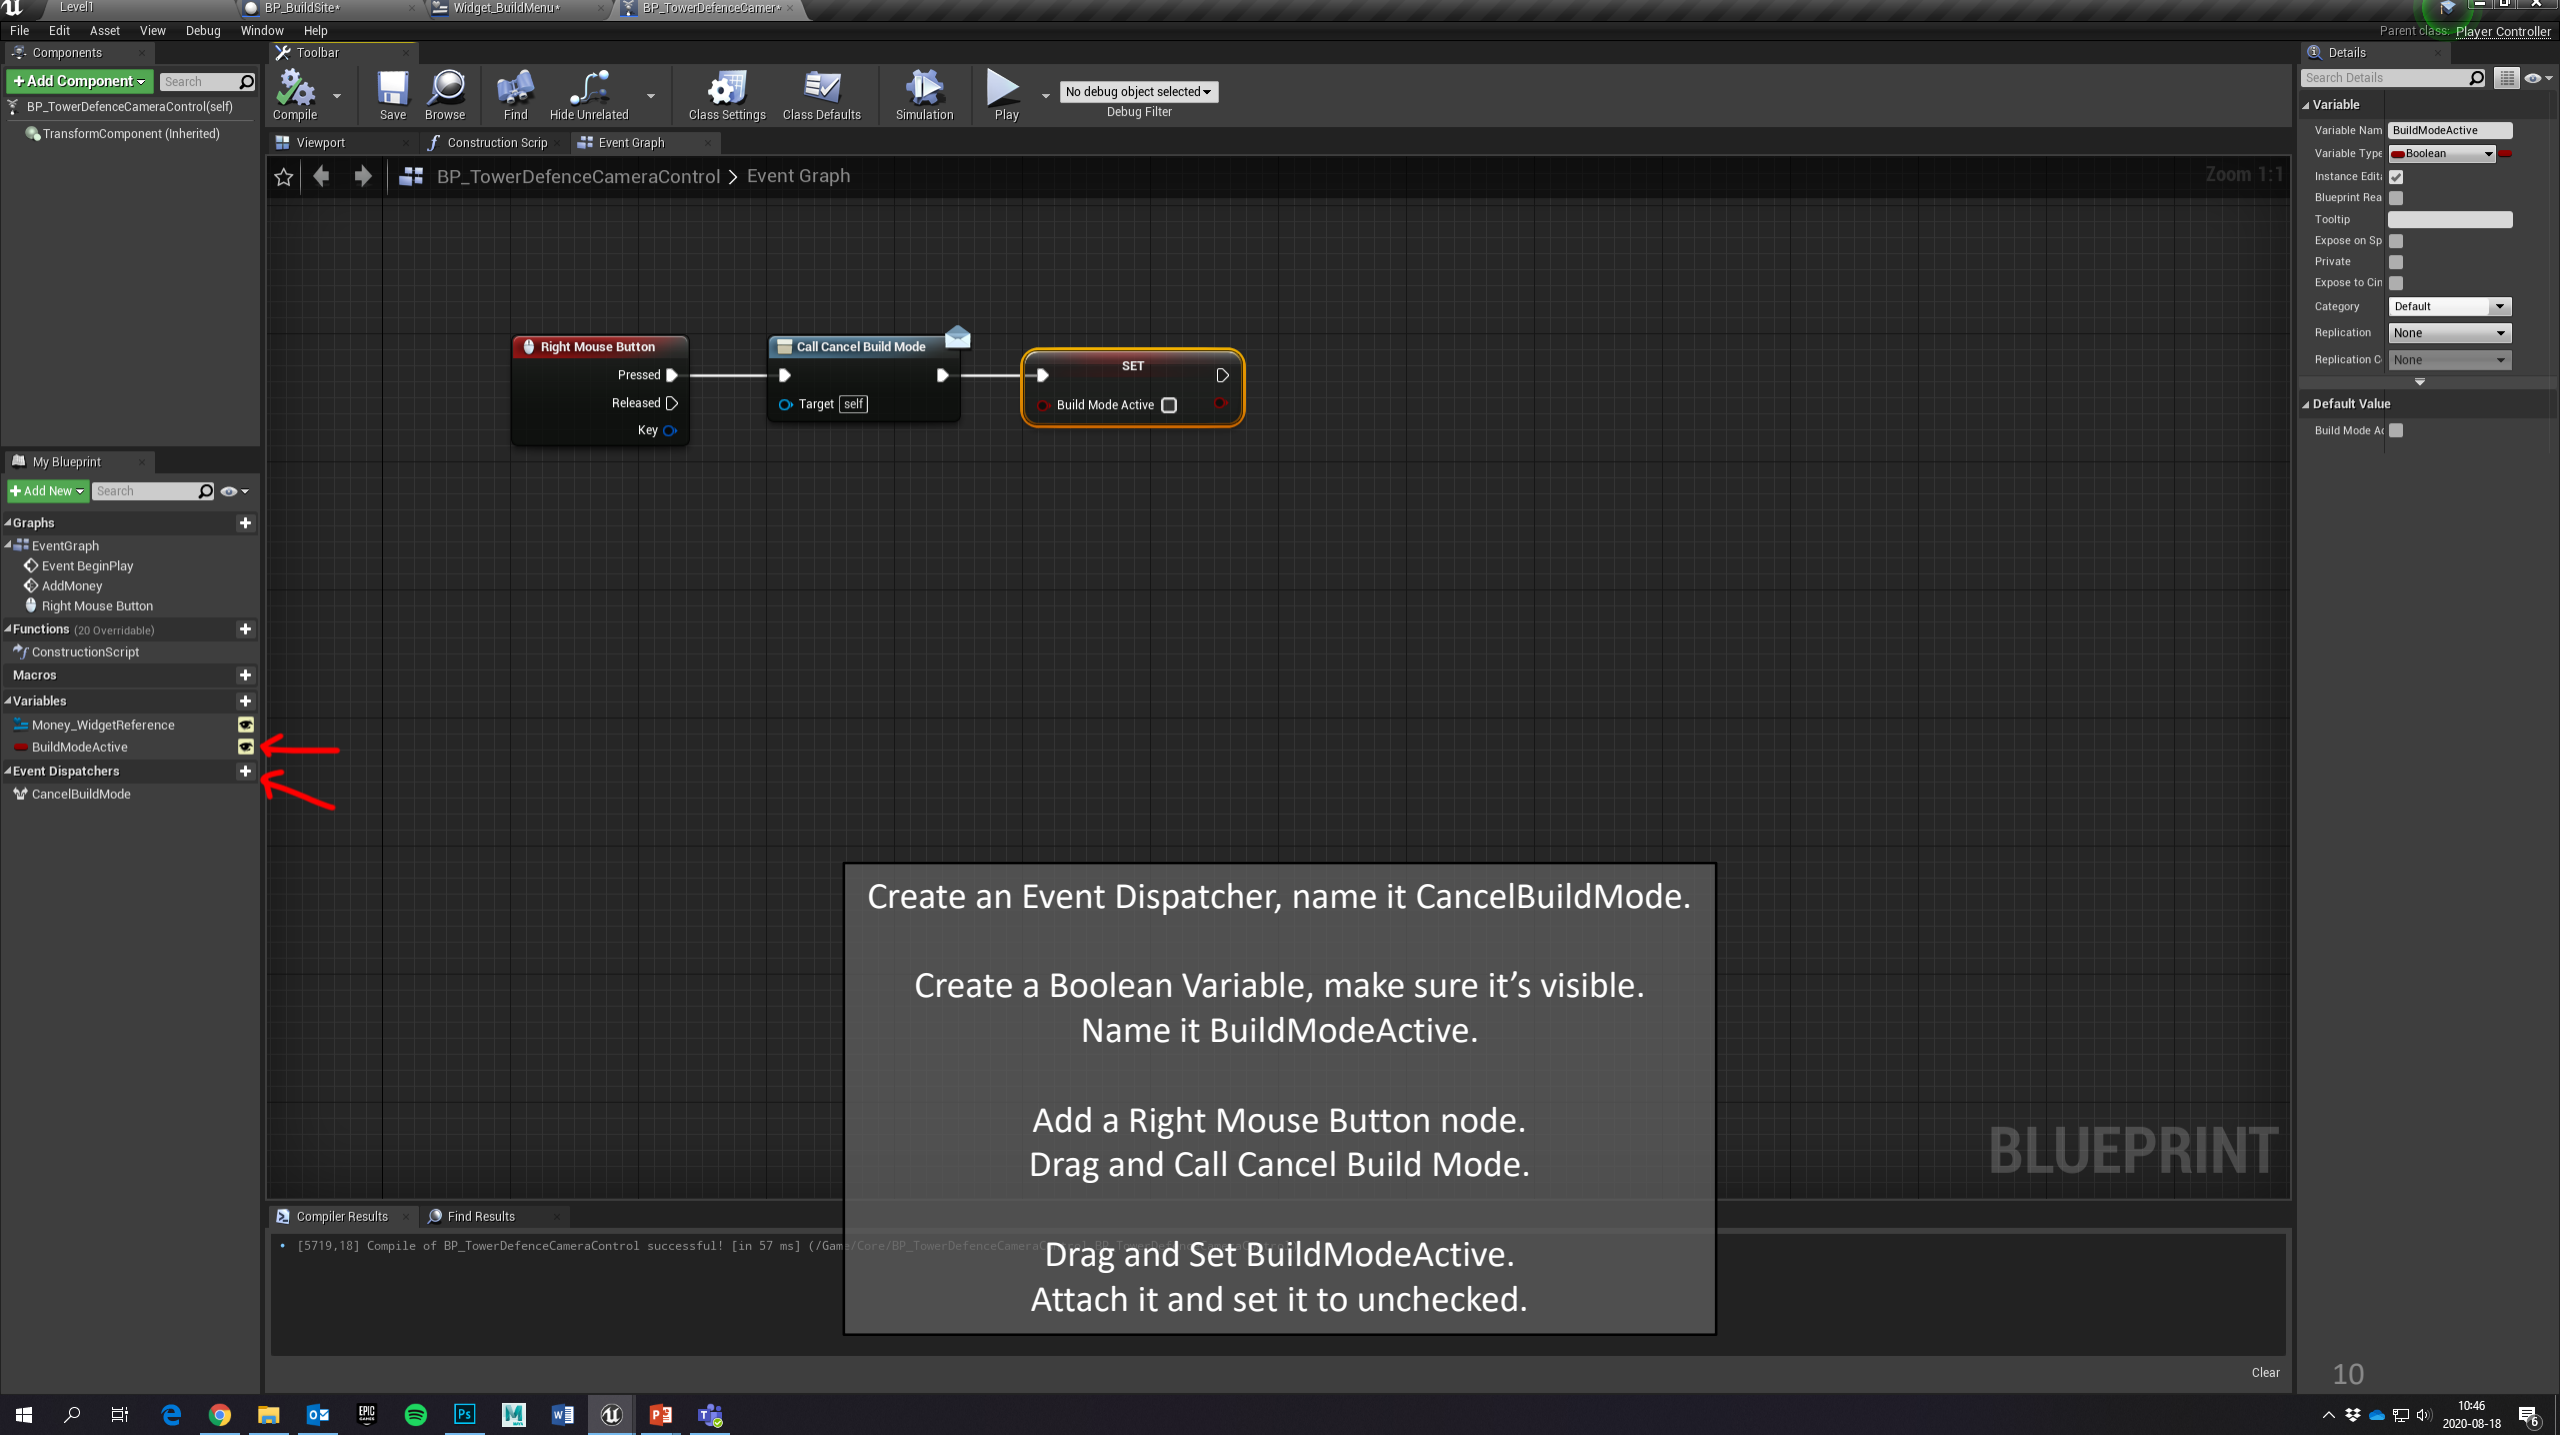 Level1
BP_BuildSite*
Widget_BuildMenu*
BP_TowerDefenceCamer*
File Edit Asset View Debug Window Help
Parent class: Player Controller
Components
Toolbar
Details
+Add Component
Search
BP_TowerDefenceCameraControl(self)
TransformComponent (Inherited)
Compile
Save
Browse
Find
Hide Unrelated
Class Settings
Class Defaults
Simulation
Play
No debug object selected
Debug Filter
Viewport
Construction Scrip
Event Graph
BP_TowerDefenceCameraControl > Event Graph
Zoom 1:1
Right Mouse Button
Pressed
Released
Key
Call Cancel Build Mode
Target self
SET
Build Mode Active
My Blueprint
+Add New
Search
Graphs
EventGraph
Event BeginPlay
AddMoney
Right Mouse Button
Functions (20 Overridable)
ConstructionScript
Macros
Variables
Money_WidgetReference
BuildModeActive
Event Dispatchers
CancelBuildMode
Search Details
Variable
Variable Nam BuildModeActive
Variable Type Boolean
Instance Edit
Blueprint Rea
Tooltip
Expose on Sp
Private
Expose to Cin
Category Default
Replication None
Replication C None
Default Value
Build Mode Ac
Create an Event Dispatcher, name it CancelBuildMode.
Create a Boolean Variable, make sure it’s visible.
Name it BuildModeActive.
Add a Right Mouse Button node.
Drag and Call Cancel Build Mode.
Drag and Set BuildModeActive.
Attach it and set it to unchecked.
BLUEPRINT
Compiler Results
Find Results
[5719,18] Compile of BP_TowerDefenceCameraControl successful! [in 57 ms] (/Game/Core/BP_TowerDefenceCameraControl
Clear
10
10:46
2020-08-18
6